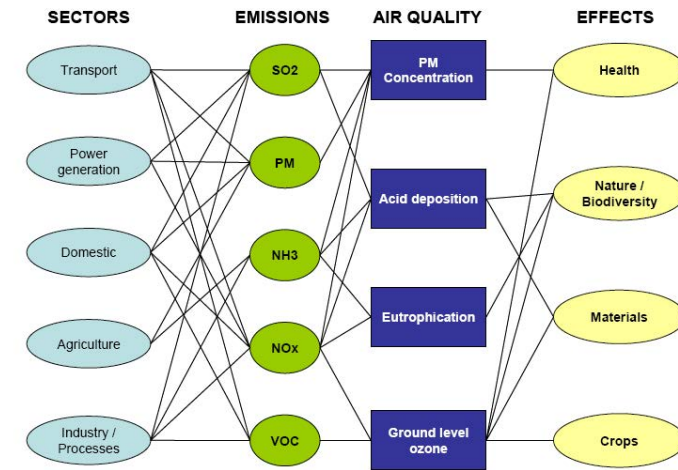 SECTORS EMISSIONS AIR QUALITY EFFECTS
Transport
Power
generation
Domestic
Agriculture
Industry /
Processes
SO2
PM
NH3
NOx
VOC
PM
Concentration
Acid deposition
Eutrophication
Ground level
ozone
Health
Nature /
Biodiversity
Materials
Crops